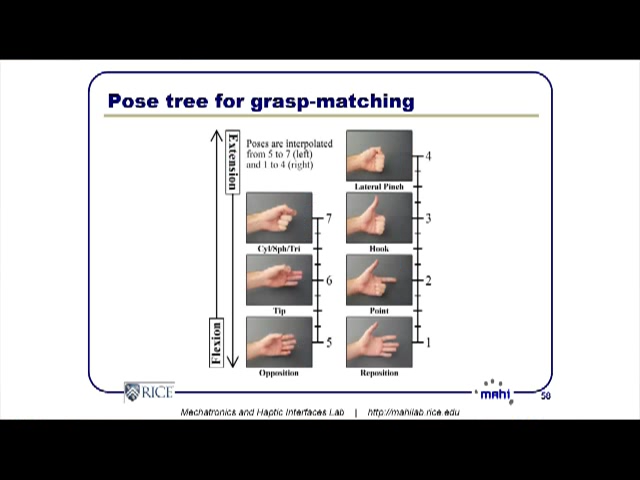 Pose tree for grasp-matching
Extension
Flexion
Poses are interpolated
from 5 to 7 (left)
and 1 to 4 (right)
4
Lateral Pinch
7
3
Cyl/Sph/Tri
Hook
6
2
Tip
Point
5
1
Opposition
Reposition
RICE
mahi
58
Mechatronics and Haptic Interfaces Lab | http://mahilab.rice.edu